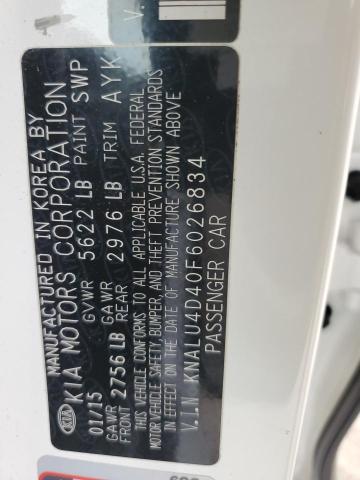 MANUFACTURED IN KOREA BY
KIA KIA MOTORS CORPORATION
01/15 GVWR 5622 LB PAINT SWP
GAWR FRONT 2756 LB GAWR REAR 2976 LB TRIM AYK
THIS VEHICLE CONFORMS TO ALL APPLICABLE U.S.A. FEDERAL
MOTOR VEHICLE SAFETY, BUMPER, AND THEFT PREVENTION STANDARDS
IN EFFECT ON THE DATE OF MANUFACTURE SHOWN ABOVE
V.I.N. KNALU4D40F6026834
PASSENGER CAR
V.